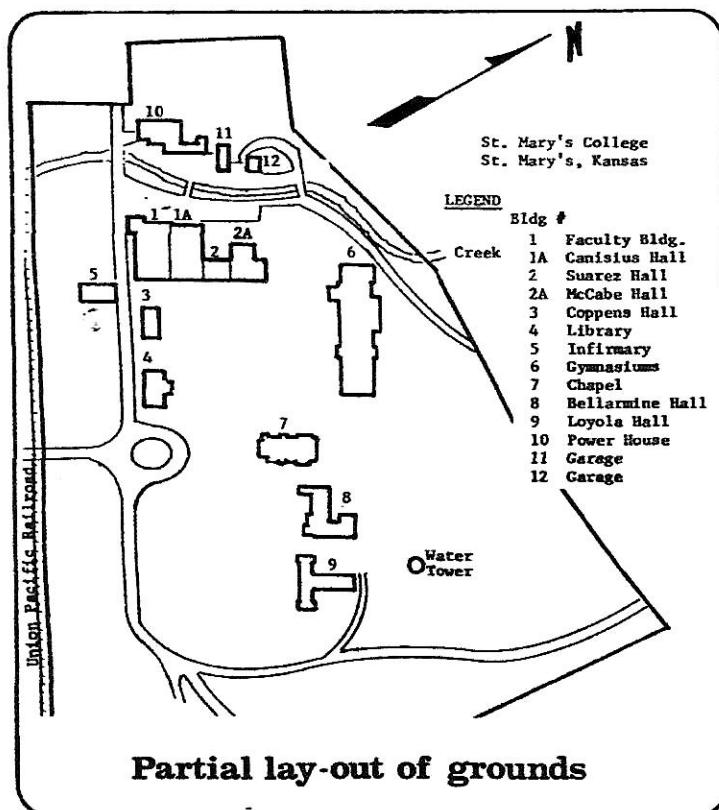 N
St. Mary's College
St. Mary's, Kansas
LEGEND
Bldg #
1 Faculty Bldg.
1A Canisius Hall
2 Suarez Hall
2A McCabe Hall
3 Coppens Hall
4 Library
5 Infirmary
6 Gymnasiums
7 Chapel
8 Bellarmine Hall
9 Loyola Hall
10 Power House
11 Garage
12 Garage
10
11
12
1 1A
2A
2
6
Creek
5
3
4
7
8
9
Water
Tower
Union Pacific Railroad
Partial lay-out of grounds